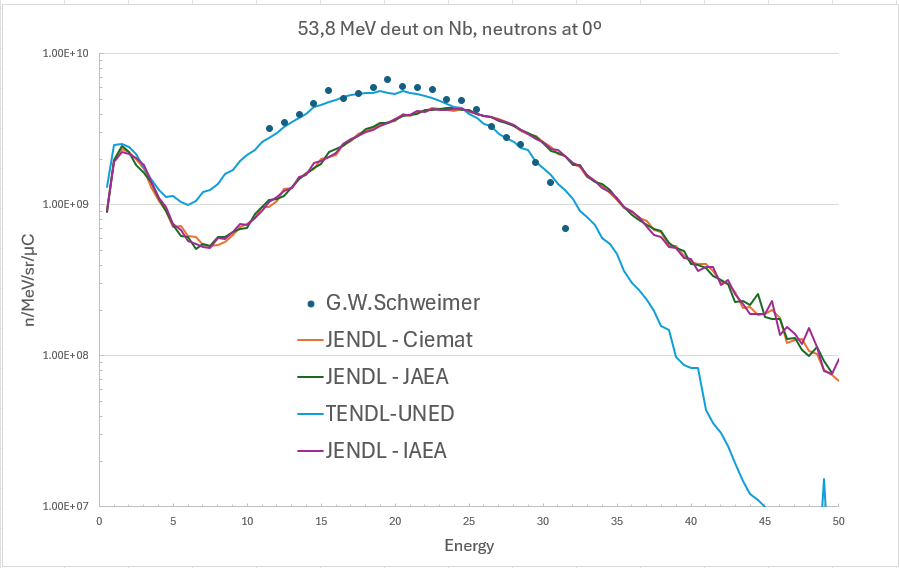 53,8 MeV deut on Nb, neutrons at 0º
1.00E+10
1.00E+09
1.00E+08
1.00E+07
n/MeV/sr/μC
G.W.Schweimer
JENDL - Ciemat
JENDL - JAEA
TENDL-UNED
JENDL - IAEA
0 5 10 15 20 25 30 35 40 45 50
Energy